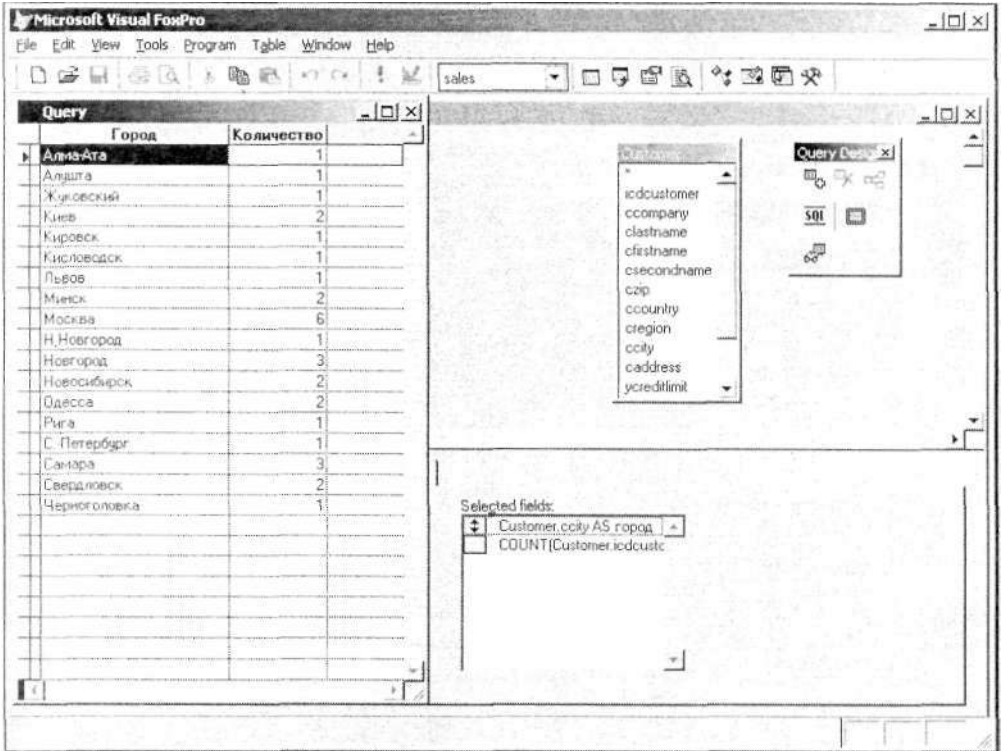 Microsoft Visual FoxPro
File Edit View Tools Program Table Window Help
sales
Query
Город Количество
Алма-Ата 1
Алушта 1
Жуковский 1
Киев 2
Кировск 1
Кисловодск 1
Львов 1
Минск 2
Москва 6
Н.Новгород 1
Новгород 3
Новосибирск 2
Одесса 2
Рига 1
С.-Петербург 1
Самара 3
Свердловск 2
Черноголовка 1
Customer
*
icdcustomer
ccompany
clastname
cfirstname
csecondname
czip
ccountry
cregion
ccity
caddress
ycreditlimit
Query Desig
SQL
Selected fields:
Customer.ccity AS город
COUNT(Customer.icdcustc